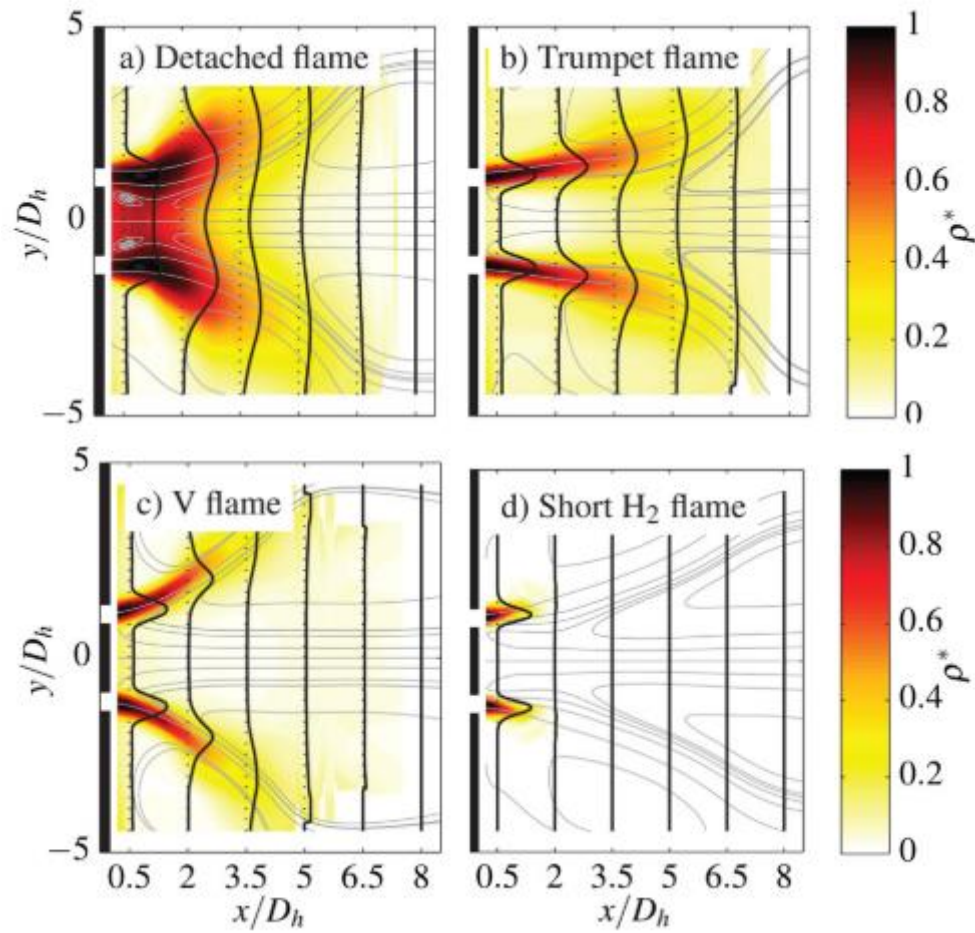 5
a) Detached flame
b) Trumpet flame
1
0.8
0.6
0.4
0.2
0
ρ*
y/D_h
0
−5
5
c) V flame
d) Short H₂ flame
1
0.8
0.6
0.4
0.2
0
ρ*
y/D_h
0
−5
0.5 2 3.5 5 6.5 8
0.5 2 3.5 5 6.5 8
x/D_h
x/D_h